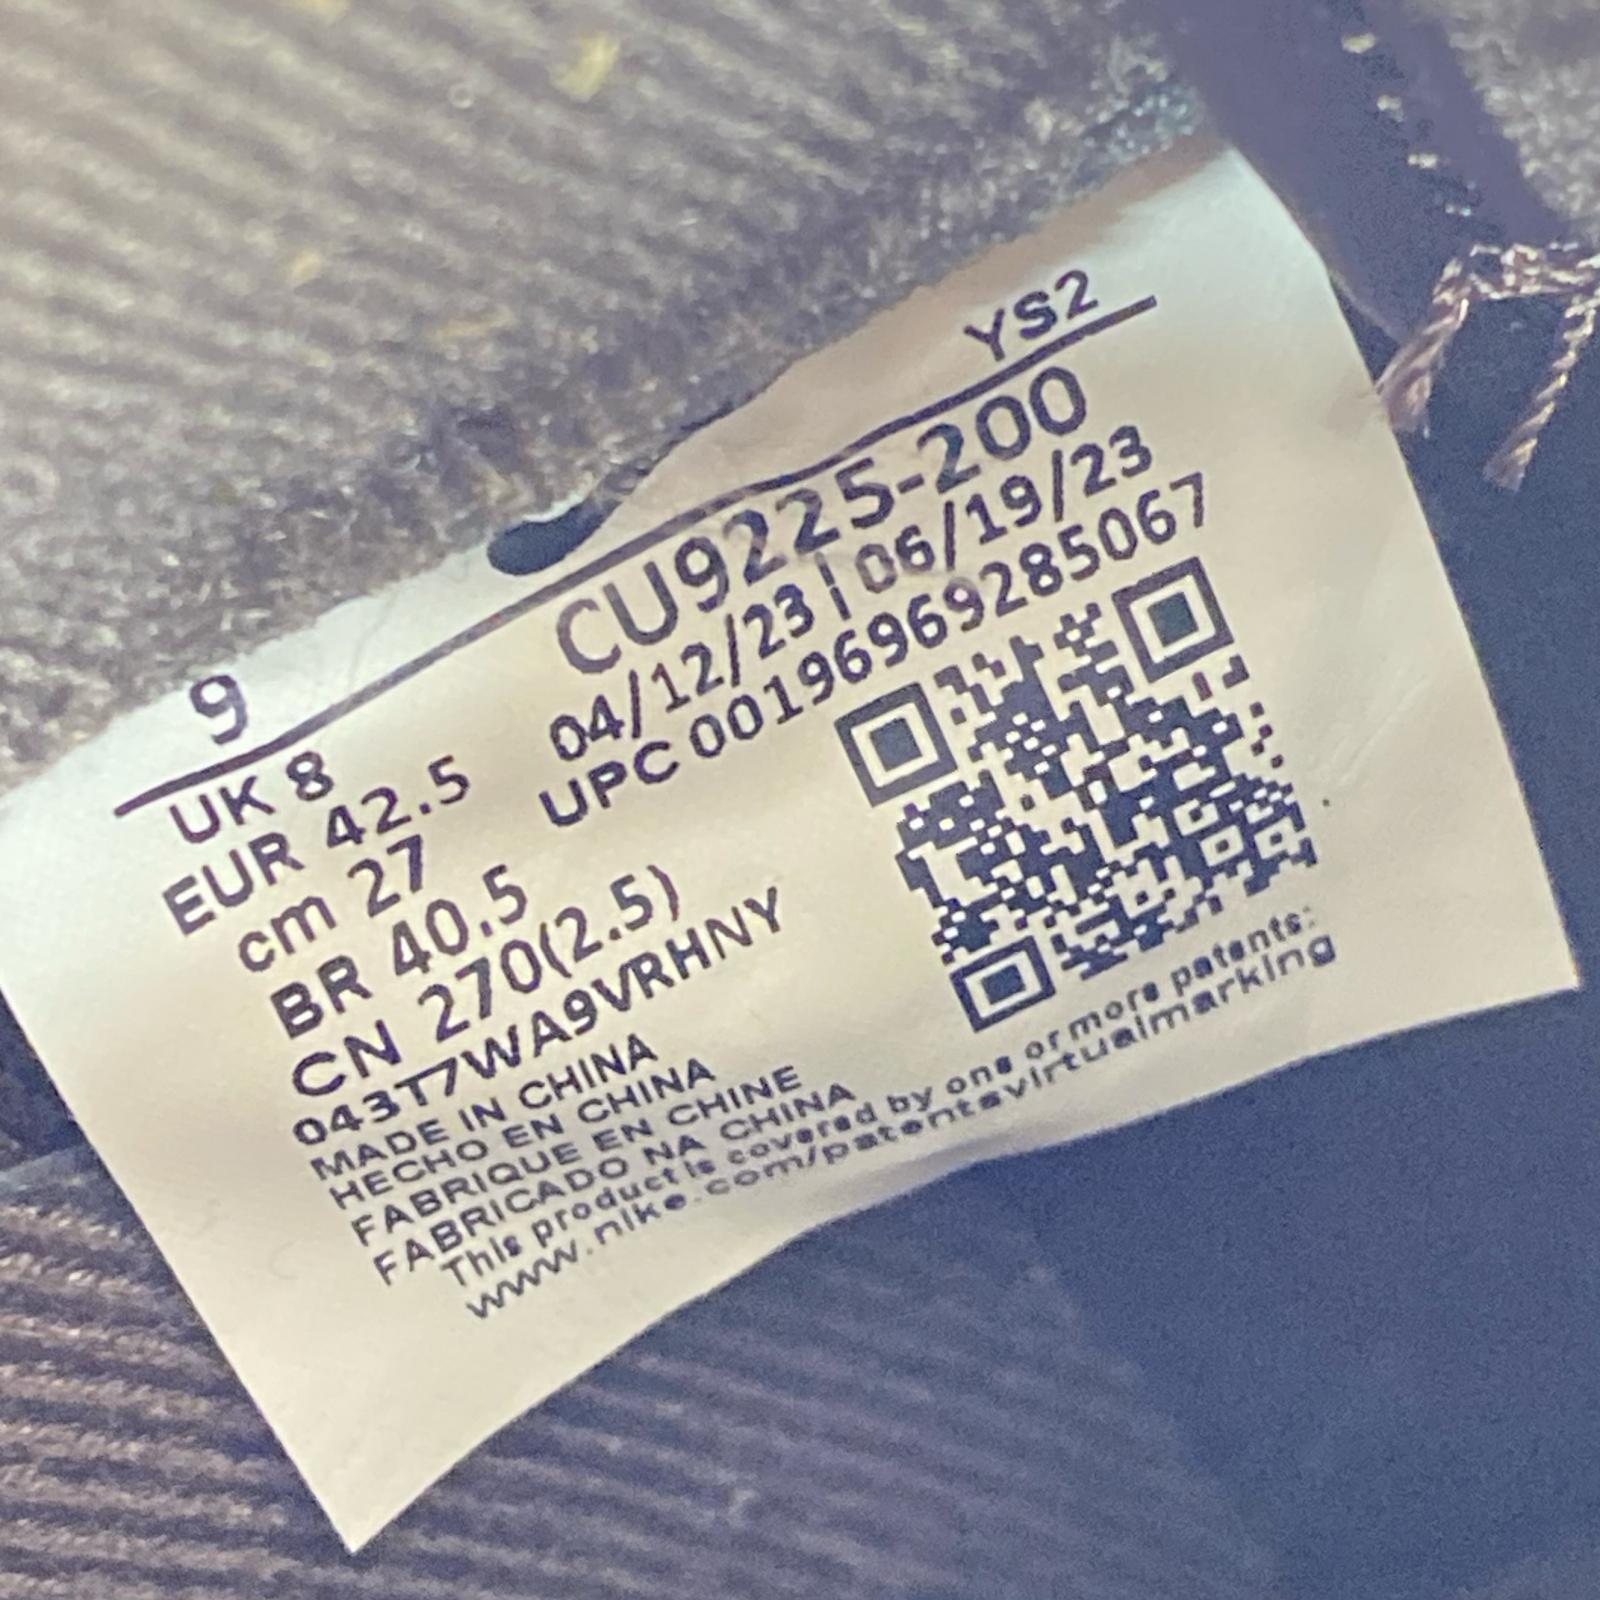 9 YS2
UK 8 CU9225-200
EUR 42.5 04/12/23 | 06/19/23
cm 27 UPC 00196969285067
BR 40.5
CN 270(2.5)
043T7WA9VRHNY
MADE IN CHINA
HECHO EN CHINA
FABRIQUE EN CHINE
FABRICADO NA CHINA
This product is covered by one or more patents:
www.nike.com/patentsvirtualmarking